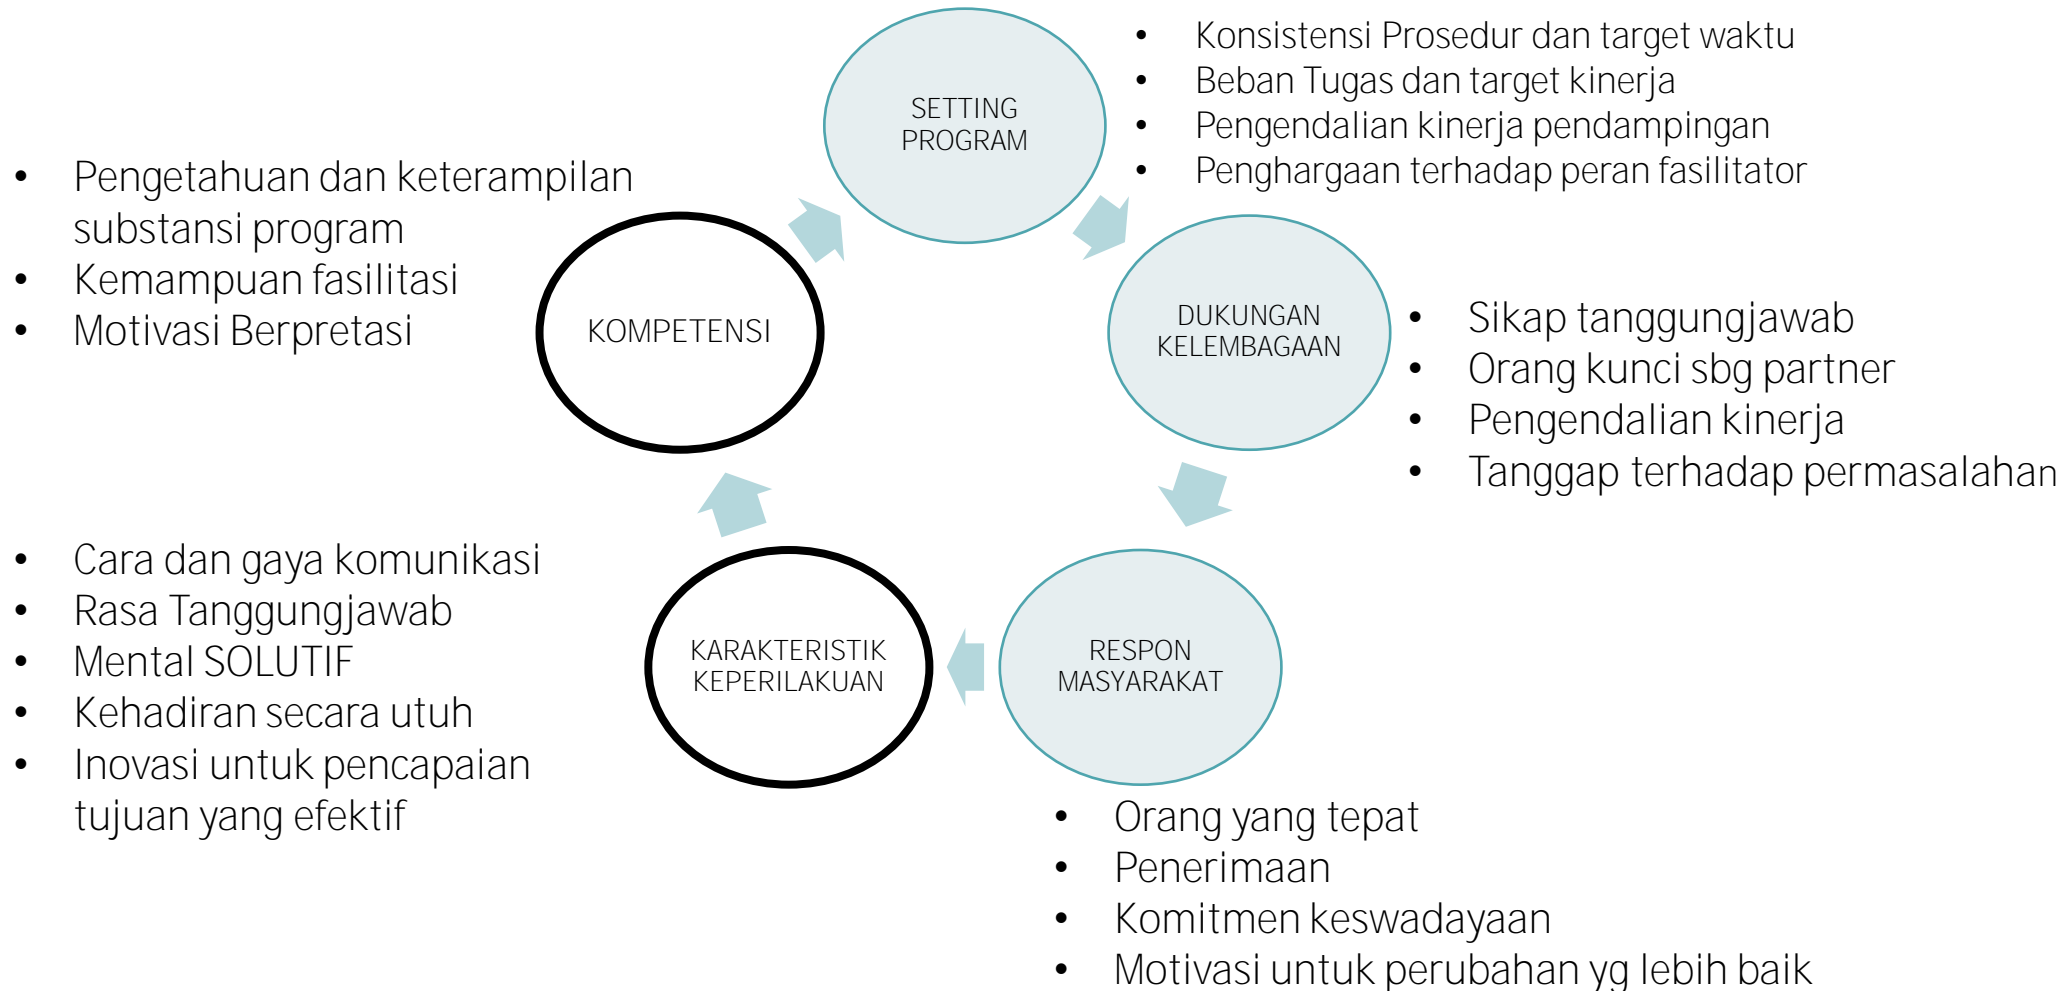 SETTING
PROGRAM
• Konsistensi Prosedur dan target waktu
• Beban Tugas dan target kinerja
• Pengendalian kinerja pendampingan
• Penghargaan terhadap peran fasilitator
• Pengetahuan dan keterampilan
substansi program
• Kemampuan fasilitasi
• Motivasi Berpretasi
KOMPETENSI
DUKUNGAN
KELEMBAGAAN
• Sikap tanggungjawab
• Orang kunci sbg partner
• Pengendalian kinerja
• Tanggap terhadap permasalahan
• Cara dan gaya komunikasi
• Rasa Tanggungjawab
• Mental SOLUTIF
• Kehadiran secara utuh
• Inovasi untuk pencapaian
tujuan yang efektif
KARAKTERISTIK
KEPERILAKUAN
RESPON
MASYARAKAT
• Orang yang tepat
• Penerimaan
• Komitmen keswadayaan
• Motivasi untuk perubahan yg lebih baik